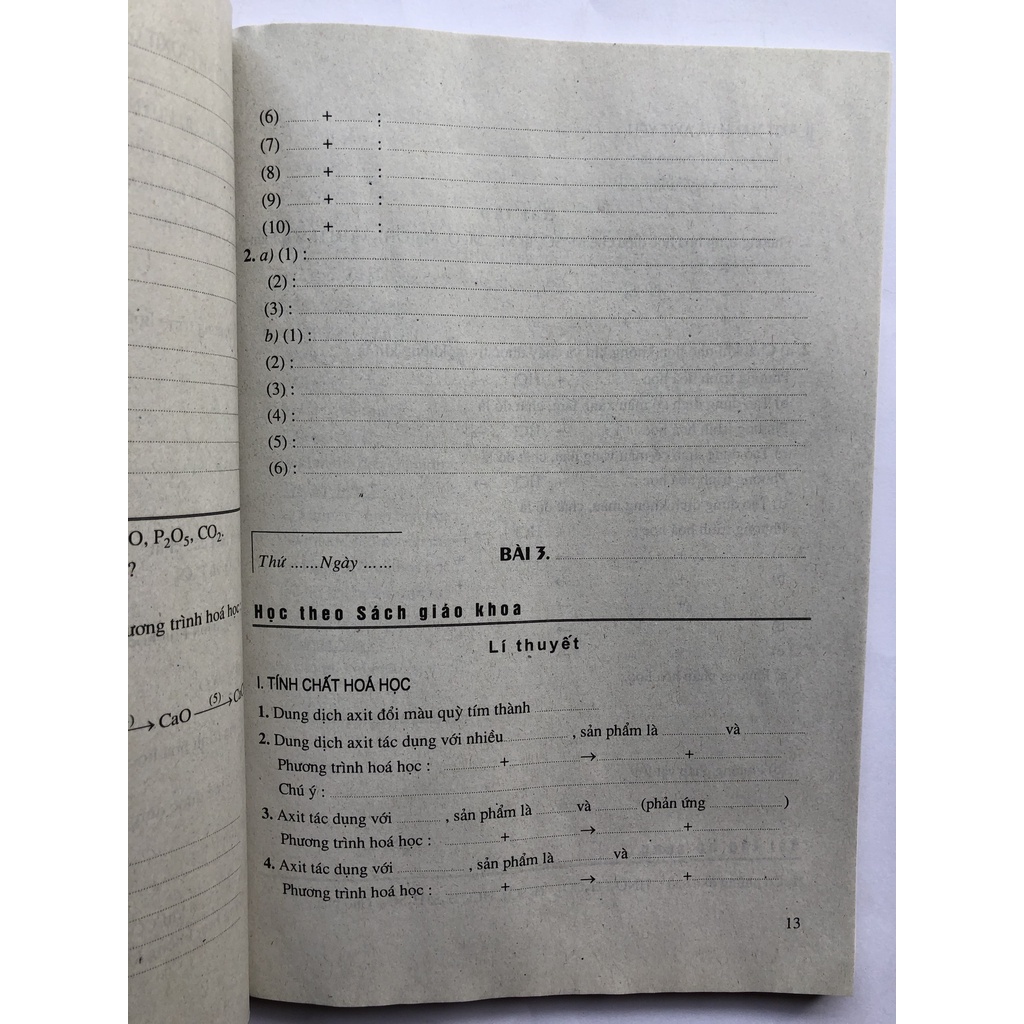 O, P₂O₅, CO₂.
?
ương trình hoá học
→ CaO —(5)→
(6) ........ + ........ : ........
(7) ........ + ........ : ........
(8) ........ + ........ : ........
(9) ........ + ........ : ........
(10) ........ + ........ : ........
2. a) (1) : ........
(2) : ........
(3) : ........
b) (1) : ........
(2) : ........
(3) : ........
(4) : ........
(5) : ........
(6) : ........
Thứ ......Ngày ......
BÀI 3. ........
Học theo Sách giáo khoa
Lí thuyết
I. TÍNH CHẤT HOÁ HỌC
1. Dung dịch axit đổi màu quỳ tím thành ........
2. Dung dịch axit tác dụng với nhiều ........ , sản phẩm là ........ và ........
Phương trình hoá học : ........ + ........ → ........ + ........
Chú ý : ........
3. Axit tác dụng với ........ , sản phẩm là ........ và ........ (phản ứng ........ )
Phương trình hoá học : ........ + ........ → ........ + ........
4. Axit tác dụng với ........ , sản phẩm là ........ và ........
Phương trình hoá học : ........ + ........ → ........ + ........
13